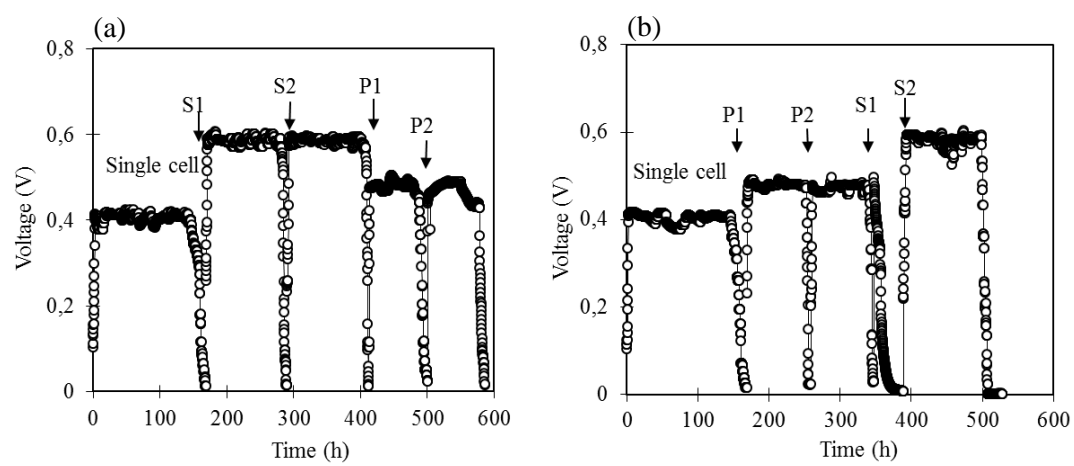 (a)
0,8
0,6
0,4
0,2
0
Voltage (V)
Single cell
S1
S2
P1
P2
0 100 200 300 400 500 600
Time (h)
(b)
0,8
0,6
0,4
0,2
0
Voltage (V)
Single cell
P1
P2
S1
S2
0 100 200 300 400 500 600
Time (h)